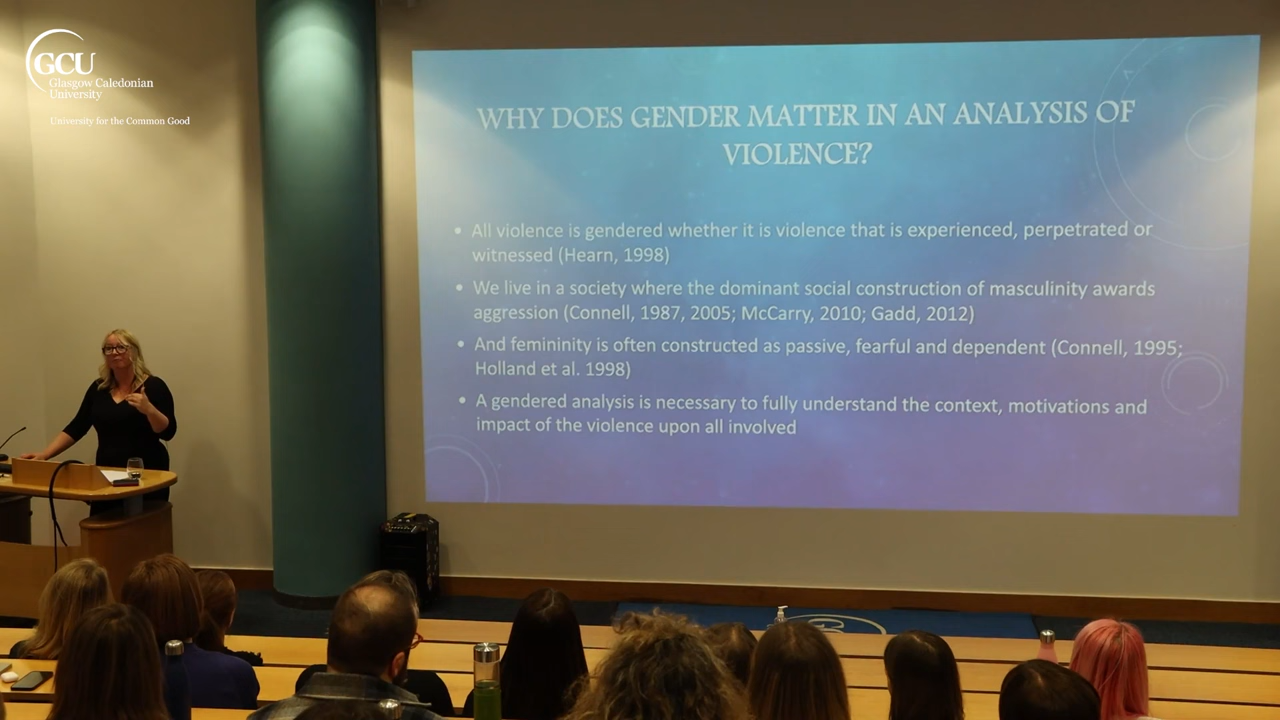 GCU
Glasgow Caledonian
University
University for the Common Good
WHY DOES GENDER MATTER IN AN ANALYSIS OF
VIOLENCE?
• All violence is gendered whether it is violence that is experienced, perpetrated or
witnessed (Hearn, 1998)
• We live in a society where the dominant social construction of masculinity awards
aggression (Connell, 1987, 2005; McCarry, 2010; Gadd, 2012)
• And femininity is often constructed as passive, fearful and dependent (Connell, 1995;
Holland et al. 1998)
• A gendered analysis is necessary to fully understand the context, motivations and
impact of the violence upon all involved